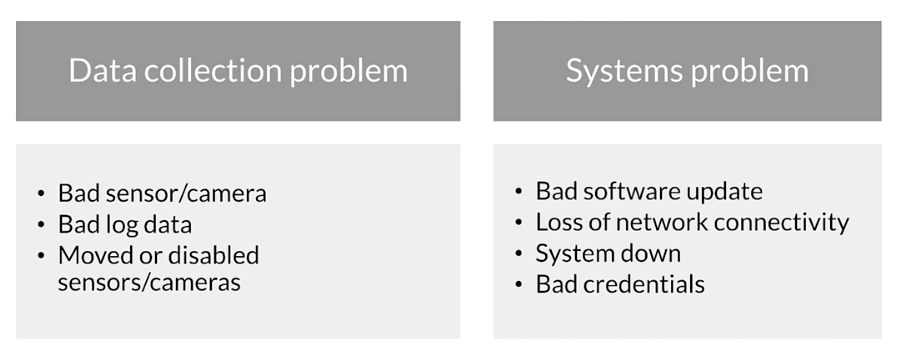 Data collection problem
• Bad sensor/camera
• Bad log data
• Moved or disabled
sensors/cameras
Systems problem
• Bad software update
• Loss of network connectivity
• System down
• Bad credentials